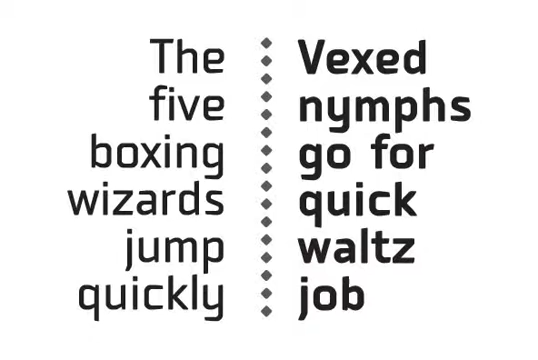 The
five
boxing
wizards
jump
quickly
Vexed
nymphs
go for
quick
waltz
job